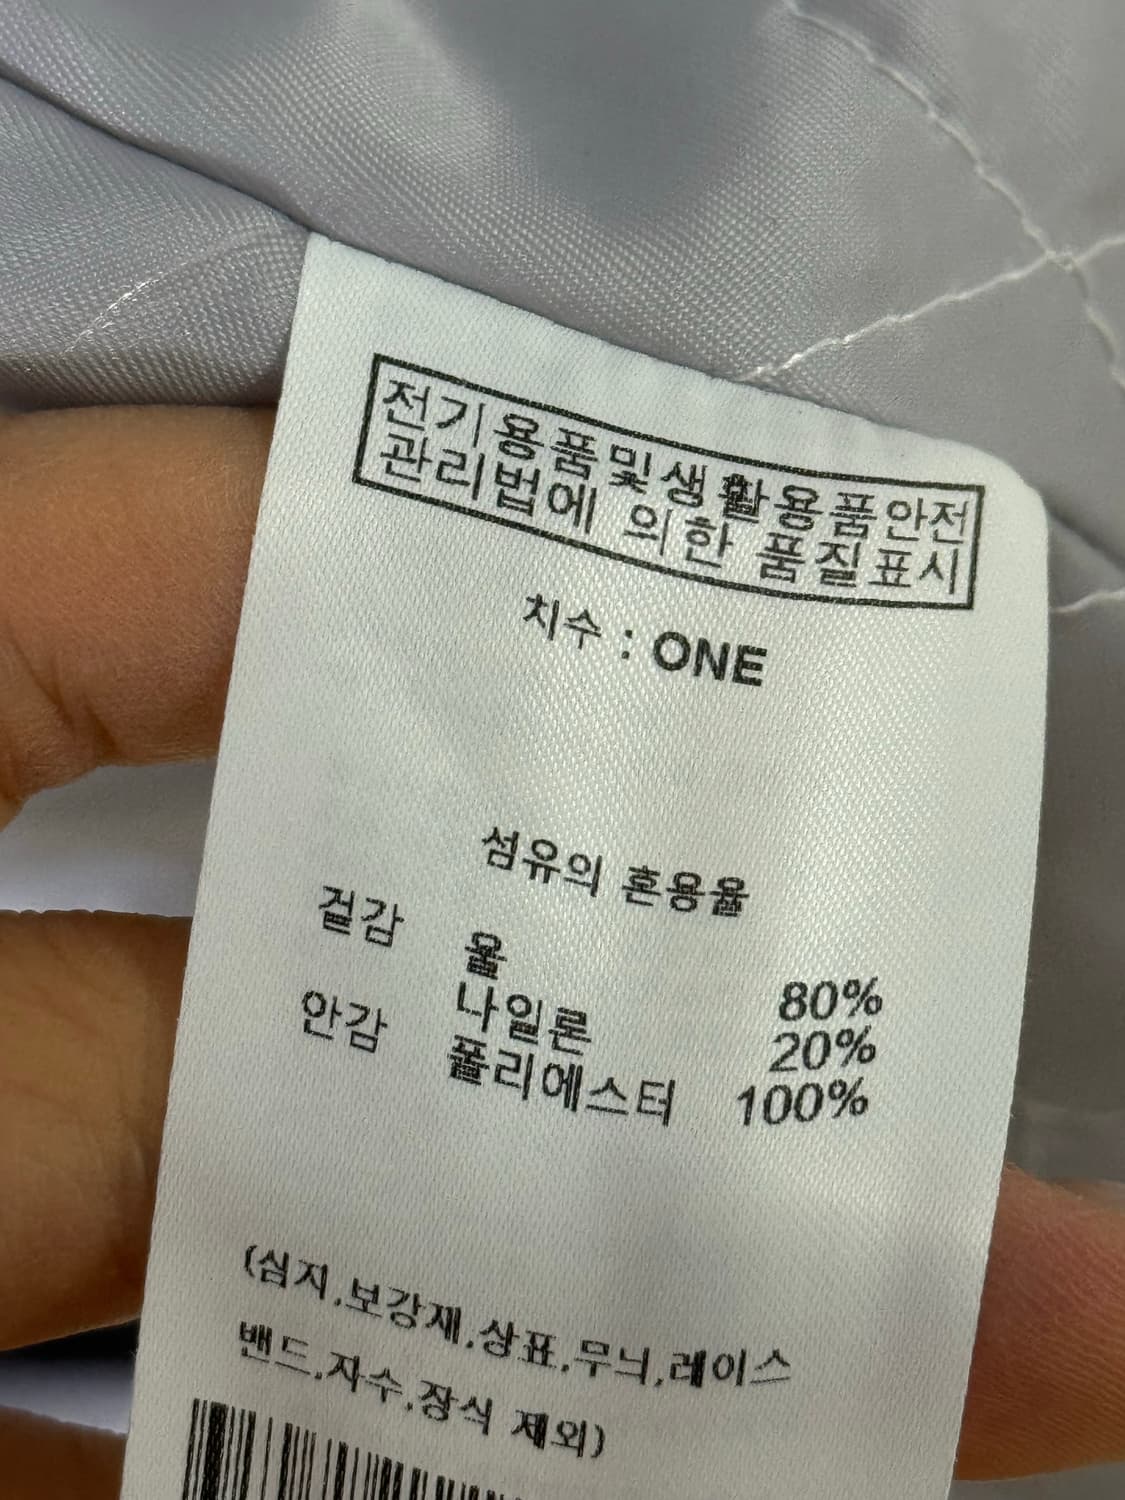 전기용품및생활용품안전
관리법에 의한 품질표시
치수 : ONE
섬유의 혼용율
겉감 울 80%
나일론 20%
안감 폴리에스터 100%
(심지,보강재,상표,무늬,레이스
밴드,자수,장식 제외)